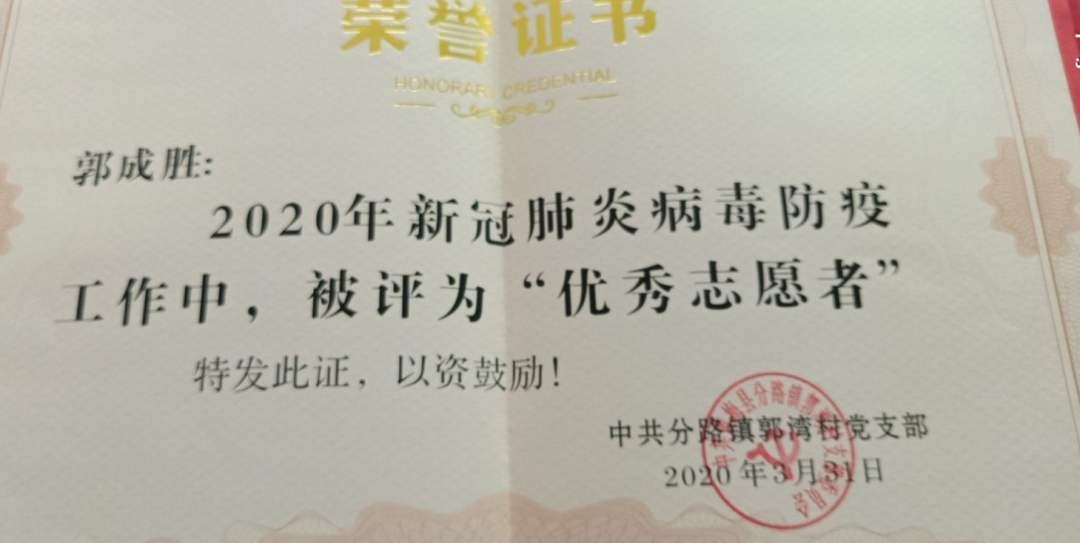 荣誉证书
HONORARY CREDENTIAL
郭成胜:
2020年新冠肺炎病毒防疫
工作中，被评为“优秀志愿者”
特发此证，以资鼓励！
中共分路镇郭湾村党支部
2020年3月31日